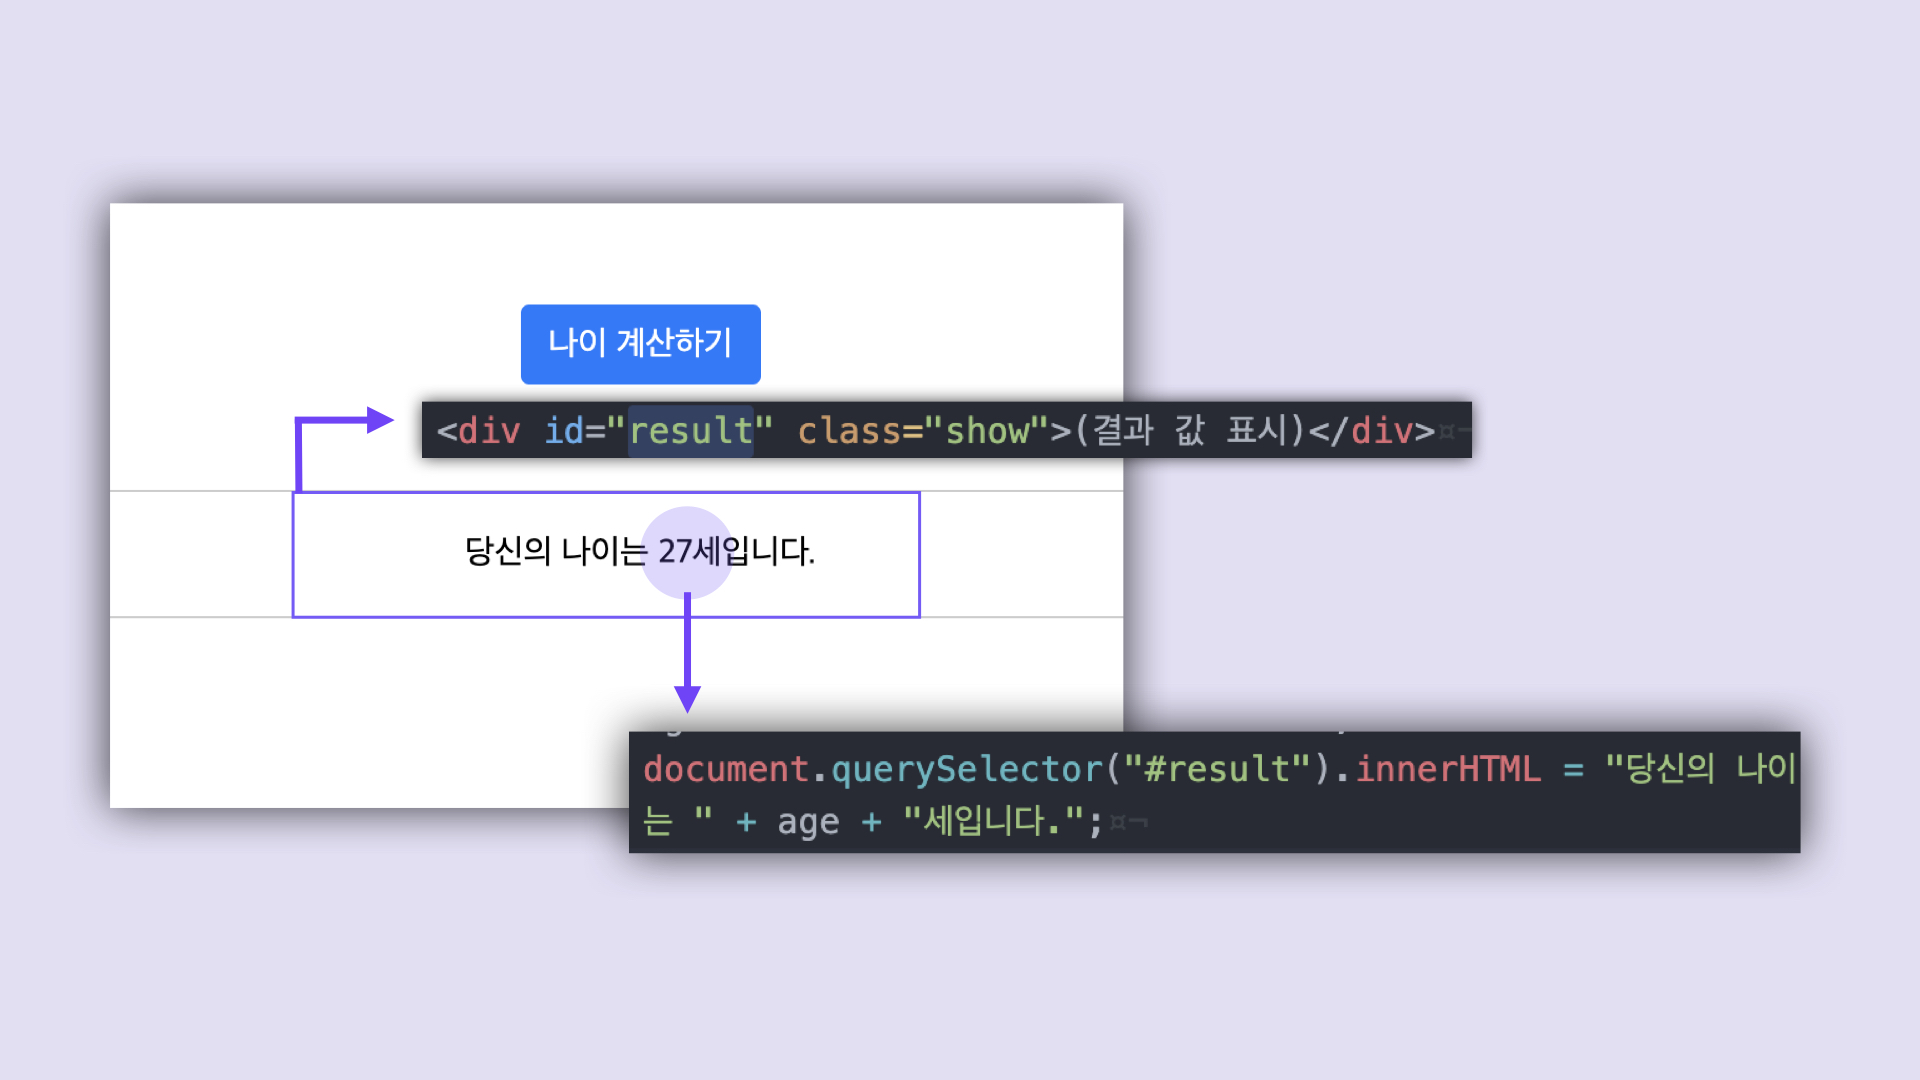 나이 계산하기
<div id="result" class="show">(결과 값 표시)</div>¤¬
당신의 나이는 27세입니다.
document.querySelector("#result").innerHTML = "당신의 나이
는 " + age + "세입니다.";¤¬